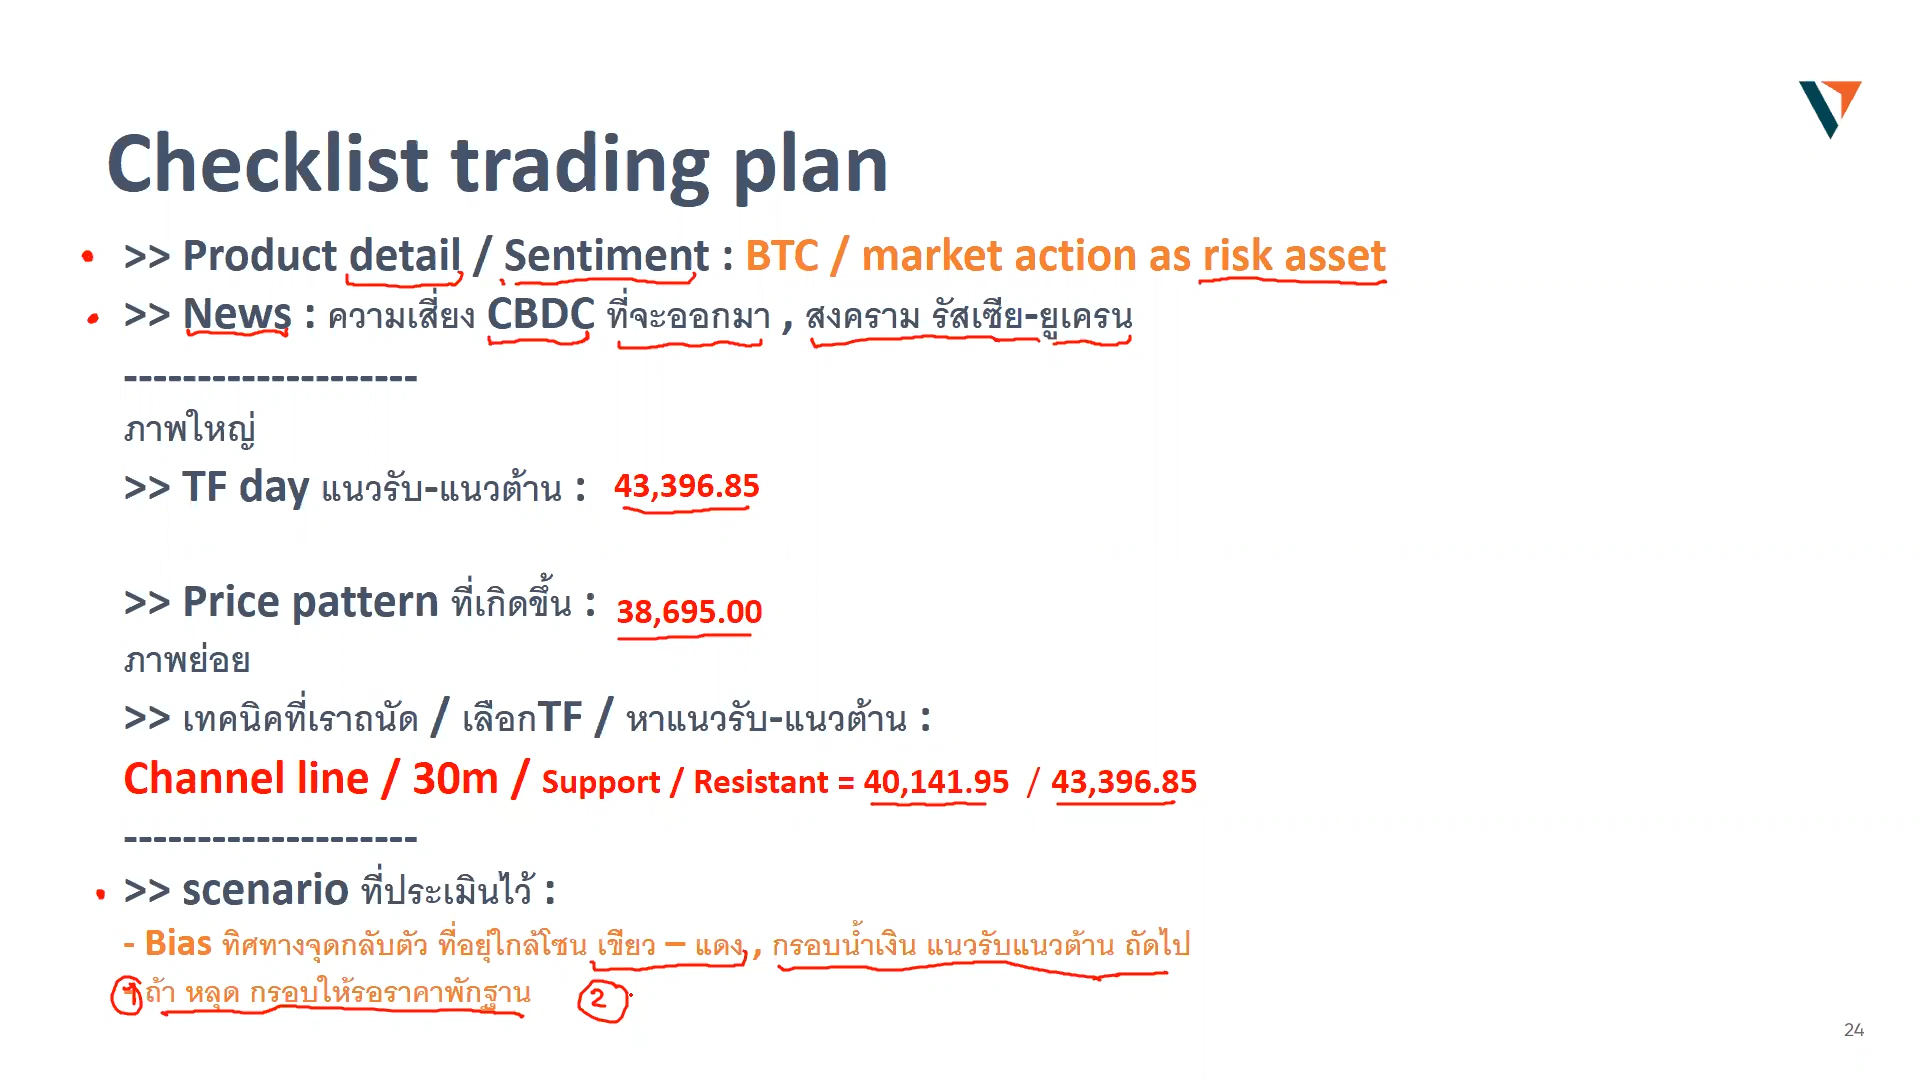 Checklist trading plan
>> Product detail / Sentiment : BTC / market action as risk asset
>> News : ความเสี่ยง CBDC ที่จะออกมา , สงคราม รัสเซีย-ยูเครน
--------------------
ภาพใหญ่
>> TF day แนวรับ-แนวต้าน : 43,396.85
>> Price pattern ที่เกิดขึ้น : 38,695.00
ภาพย่อย
>> เทคนิคที่เราถนัด / เลือกTF / หาแนวรับ-แนวต้าน :
Channel line / 30m / Support / Resistant = 40,141.95 / 43,396.85
--------------------
>> scenario ที่ประเมินไว้ :
- Bias ทิศทางจุดกลับตัว ที่อยุ่ใกล้โซน เขียว – แดง , กรอบน้ำเงิน แนวรับแนวต้าน ถัดไป
1 ถ้า หลุด กรอบให้รอราคาพักฐาน 2
24